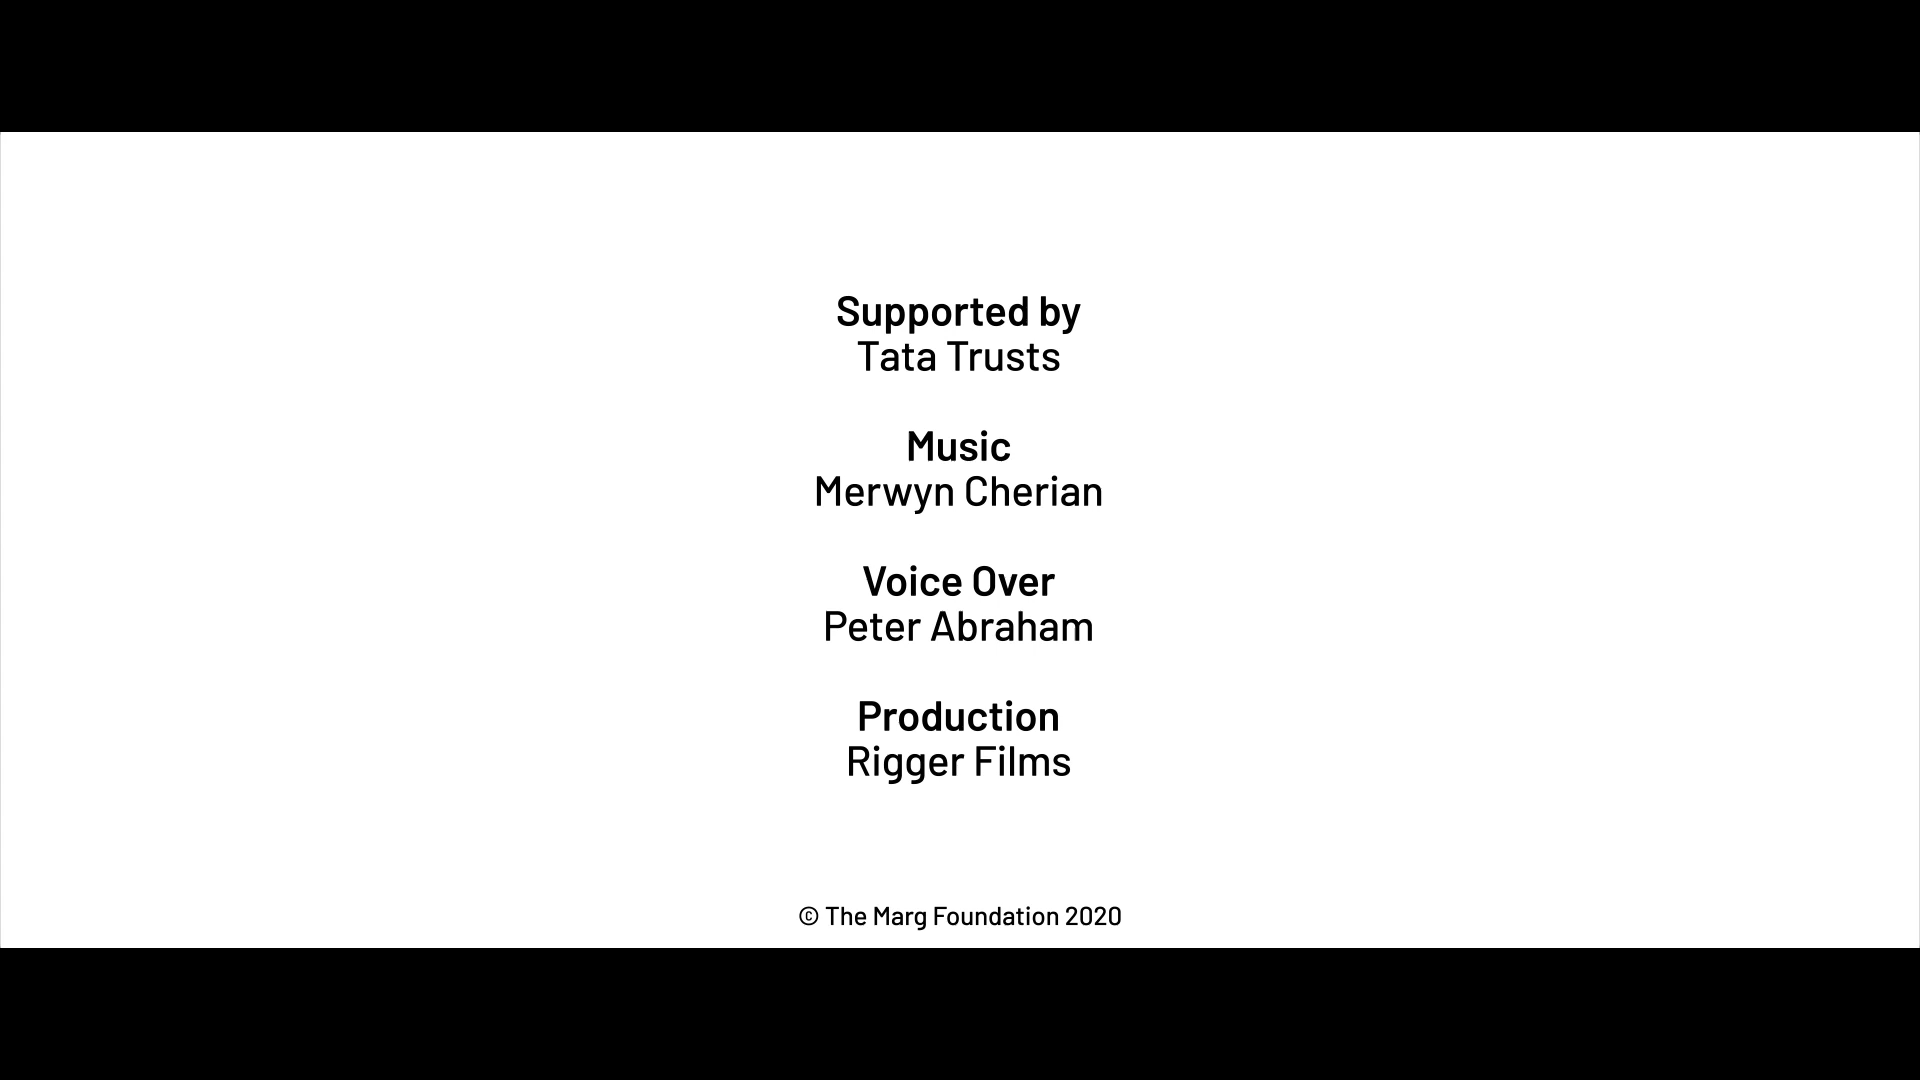 Supported by
Tata Trusts
Music
Merwyn Cherian
Voice Over
Peter Abraham
Production
Rigger Films
© The Marg Foundation 2020